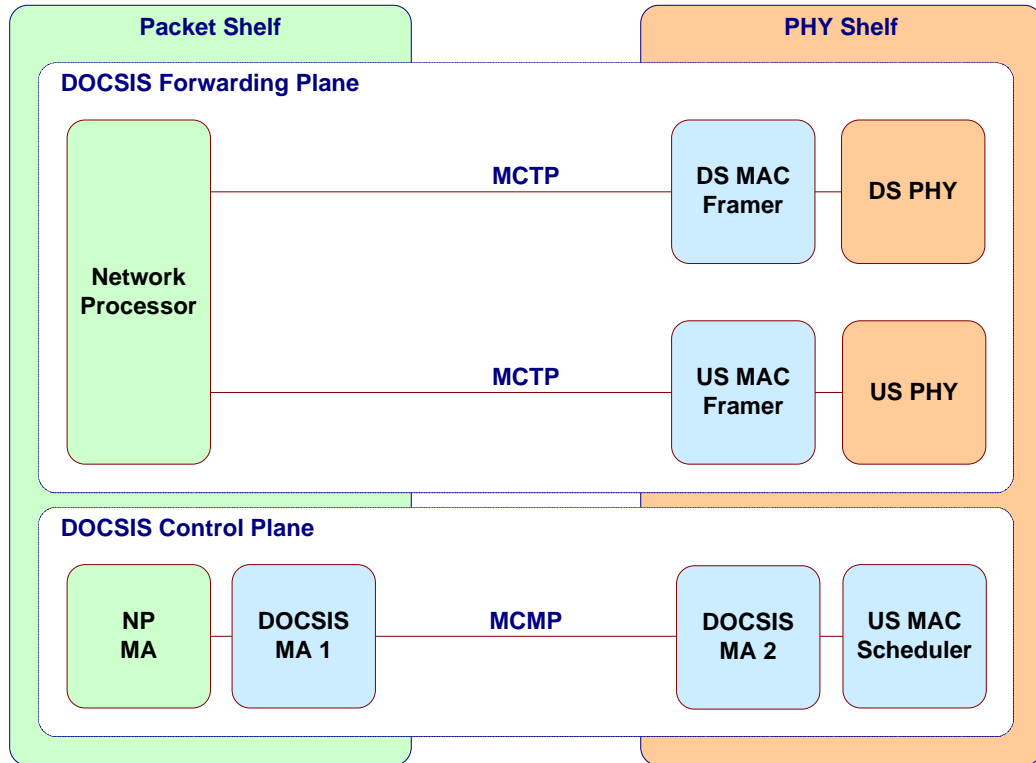 Packet Shelf
PHY Shelf
DOCSIS Forwarding Plane
Network
Processor
MCTP
DS MAC
Framer
DS PHY
MCTP
US MAC
Framer
US PHY
DOCSIS Control Plane
NP
MA
DOCSIS
MA 1
MCMP
DOCSIS
MA 2
US MAC
Scheduler